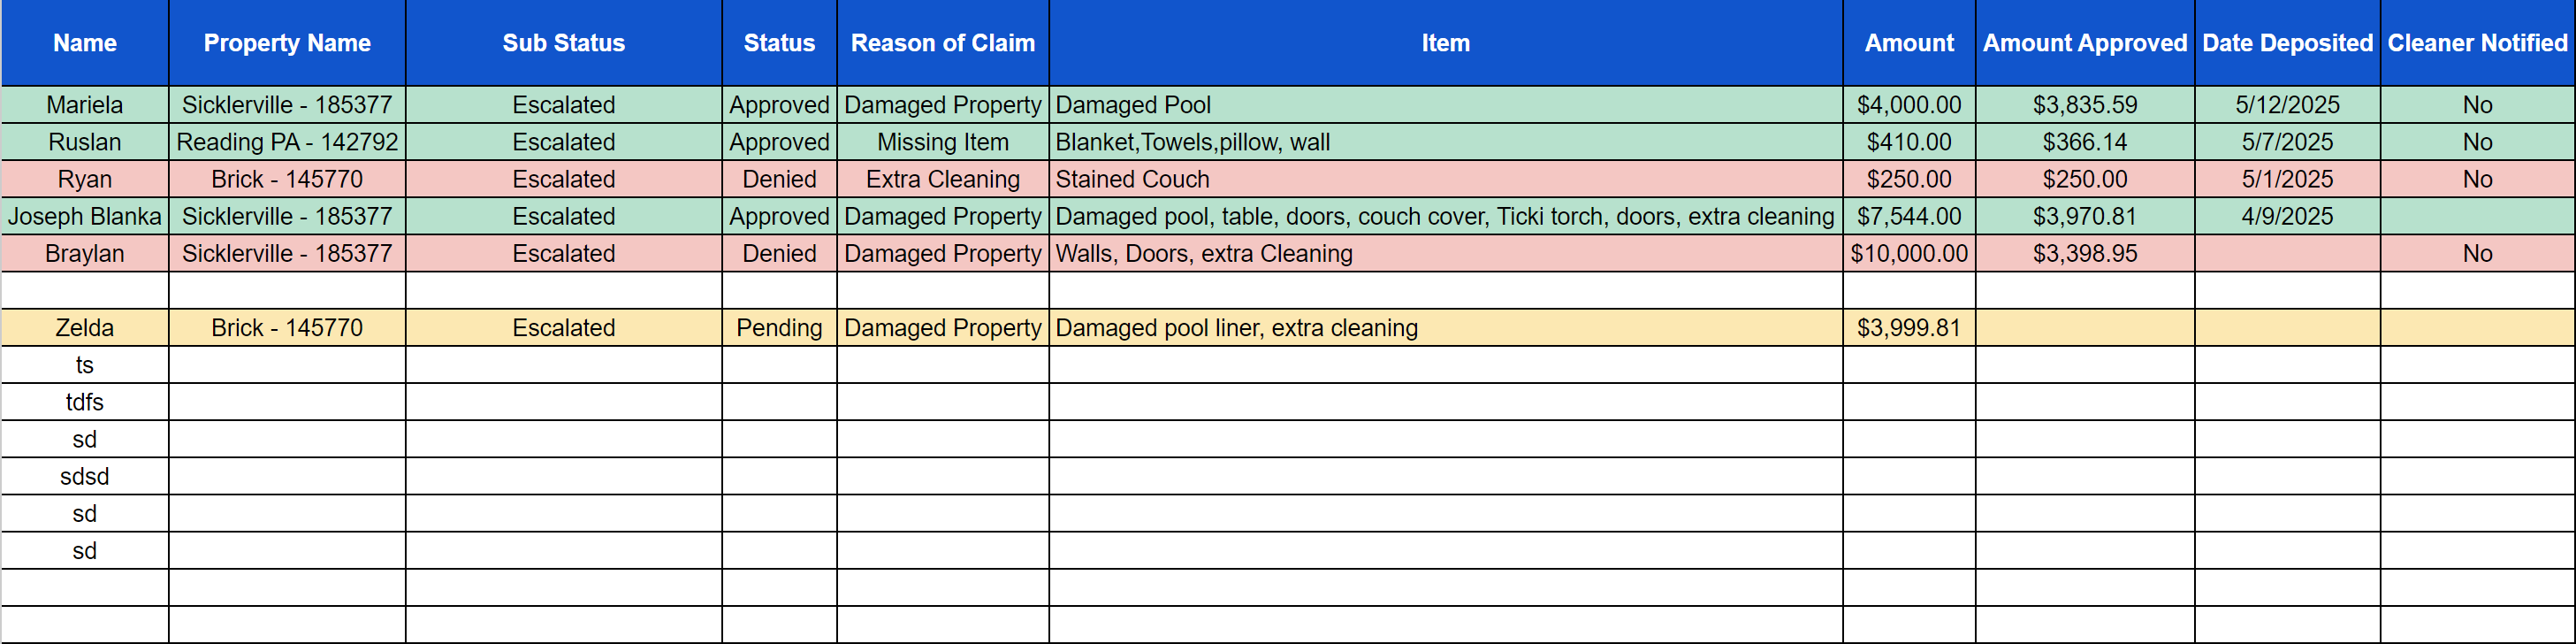 Name Property Name Sub Status Status Reason of Claim Item Amount Amount Approved Date Deposited Cleaner Notified
Mariela Sicklerville - 185377 Escalated Approved Damaged Property Damaged Pool $4,000.00 $3,835.59 5/12/2025 No
Ruslan Reading PA - 142792 Escalated Approved Missing Item Blanket,Towels,pillow, wall $410.00 $366.14 5/7/2025 No
Ryan Brick - 145770 Escalated Denied Extra Cleaning Stained Couch $250.00 $250.00 5/1/2025 No
Joseph Blanka Sicklerville - 185377 Escalated Approved Damaged Property Damaged pool, table, doors, couch cover, Ticki torch, doors, extra cleaning $7,544.00 $3,970.81 4/9/2025
Braylan Sicklerville - 185377 Escalated Denied Damaged Property Walls, Doors, extra Cleaning $10,000.00 $3,398.95 No
Zelda Brick - 145770 Escalated Pending Damaged Property Damaged pool liner, extra cleaning $3,999.81
ts
tdfs
sd
sdsd
sd
sd